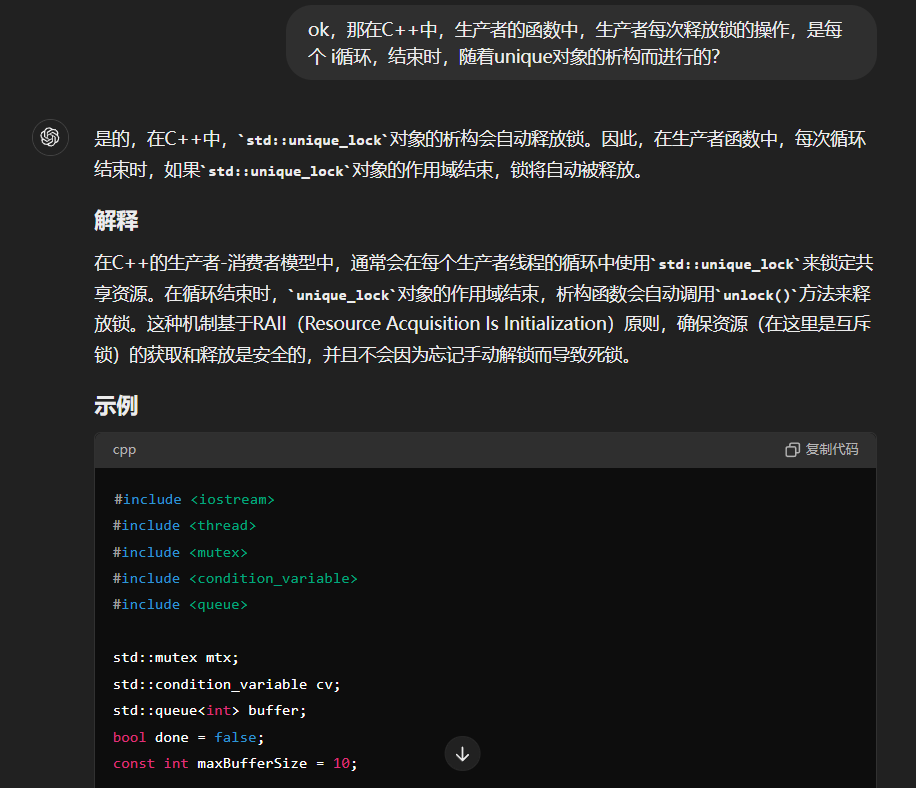 ok，那在C++中，生产者的函数中，生产者每次释放锁的操作，是每
个 i循环，结束时，随着unique对象的析构而进行的？
是的，在C++中，`std::unique_lock`对象的析构会自动释放锁。因此，在生产者函数中，每次循环
结束时，如果`std::unique_lock`对象的作用域结束，锁将自动被释放。
解释
在C++的生产者-消费者模型中，通常会在每个生产者线程的循环中使用`std::unique_lock`来锁定共
享资源。在循环结束时，`unique_lock`对象的作用域结束，析构函数会自动调用`unlock()`方法来释
放锁。这种机制基于RAII（Resource Acquisition Is Initialization）原则，确保资源（在这里是互斥
锁）的获取和释放是安全的，并且不会因为忘记手动解锁而导致死锁。
示例
cpp
复制代码
#include <iostream>
#include <thread>
#include <mutex>
#include <condition_variable>
#include <queue>
std::mutex mtx;
std::condition_variable cv;
std::queue<int> buffer;
bool done = false;
const int maxBufferSize = 10;